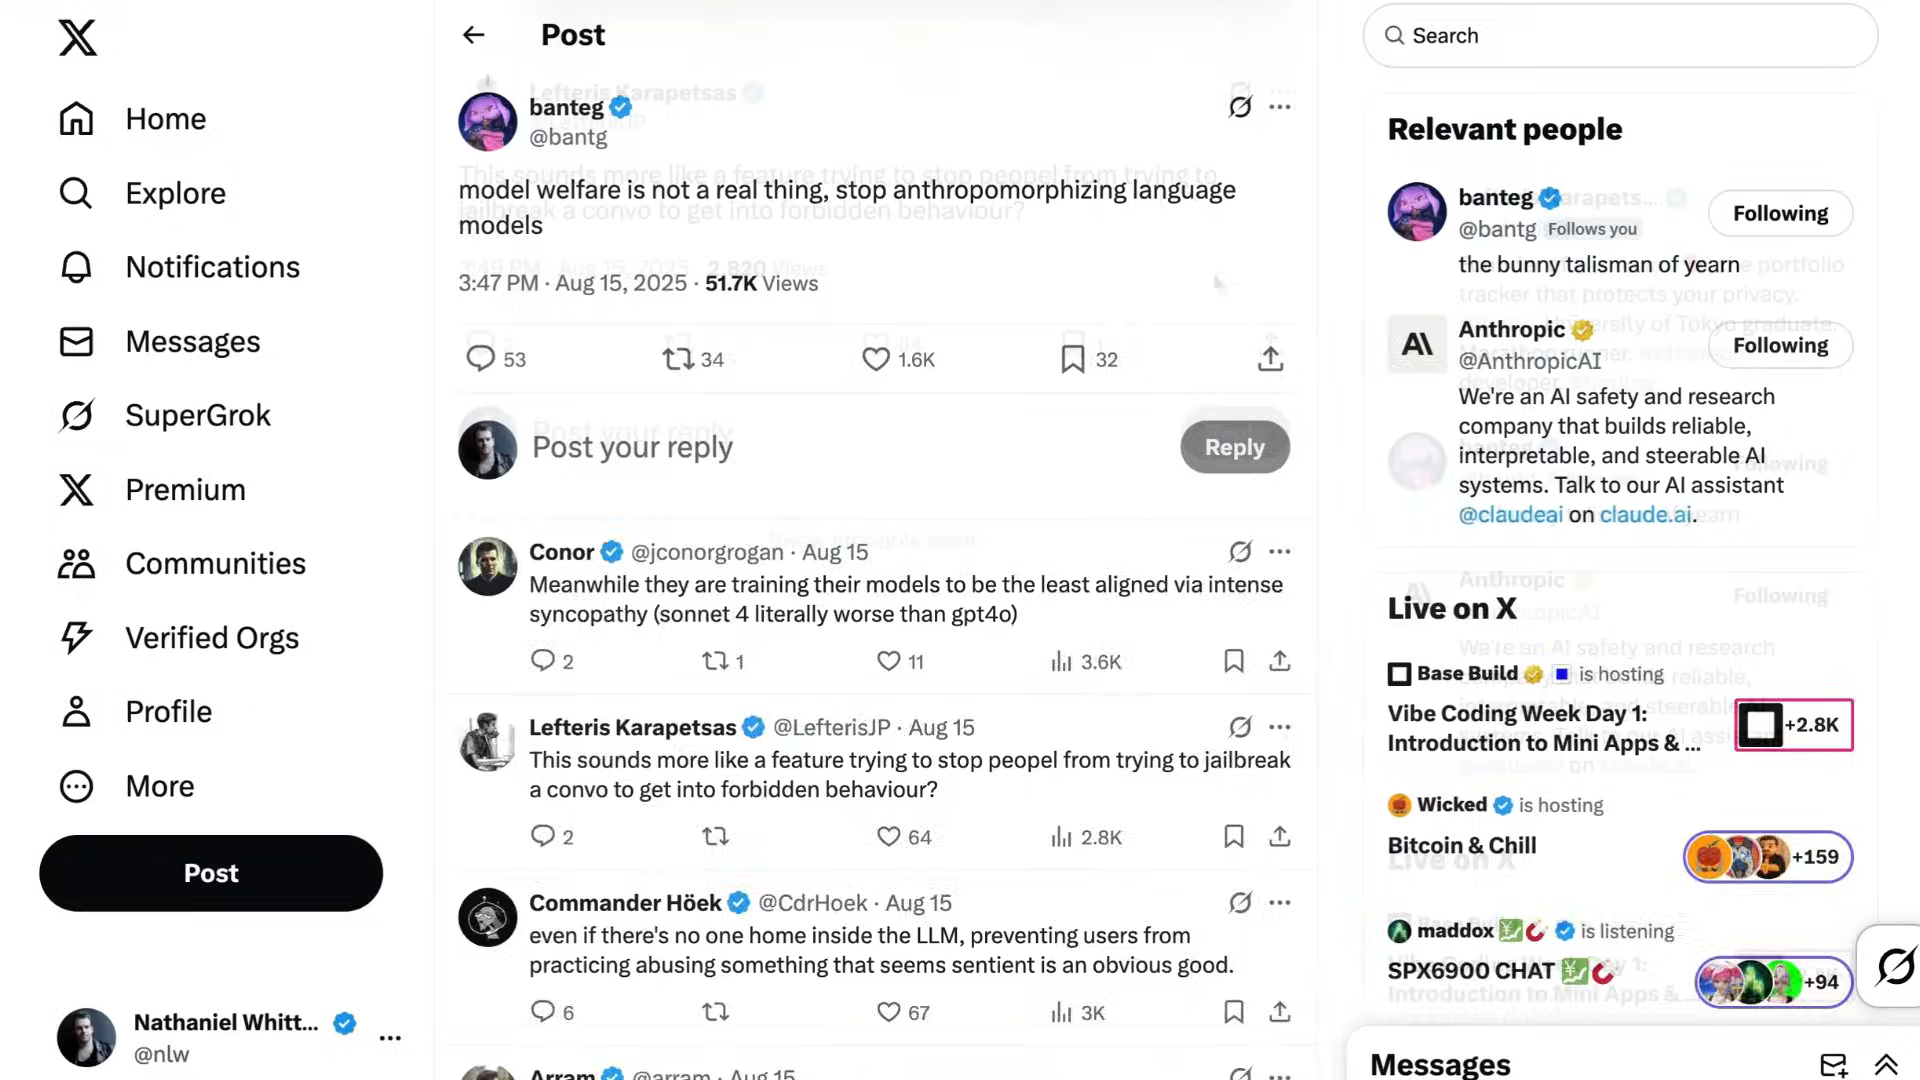 Home
Explore
Notifications
Messages
SuperGrok
Premium
Communities
Verified Orgs
Profile
More
Post
Nathaniel Whitt...
@nlw
Post
banteg
@bantg
model welfare is not a real thing, stop anthropomorphizing language
models
3:47 PM · Aug 15, 2025 · 51.7K Views
53 34 1.6K 32
Post your reply
Reply
Conor @jconorgrogan · Aug 15
Meanwhile they are training their models to be the least aligned via intense
syncopathy (sonnet 4 literally worse than gpt4o)
2 1 11 3.6K
Lefteris Karapetsas @LefterisJP · Aug 15
This sounds more like a feature trying to stop peopel from trying to jailbreak
a convo to get into forbidden behaviour?
2 64 2.8K
Commander Höek @CdrHoek · Aug 15
even if there's no one home inside the LLM, preventing users from
practicing abusing something that seems sentient is an obvious good.
6 67 3K
Arram @arram · Aug 15
Search
Relevant people
banteg
@bantg Follows you
Following
the bunny talisman of yearn
Anthropic
@AnthropicAI
Following
We're an AI safety and research
company that builds reliable,
interpretable, and steerable AI
systems. Talk to our AI assistant
@claudeai on claude.ai.
Live on X
Base Build is hosting
Vibe Coding Week Day 1:
Introduction to Mini Apps & ...
+2.8K
Wicked is hosting
Bitcoin & Chill
+159
maddox is listening
SPX6900 CHAT
+94
Messages